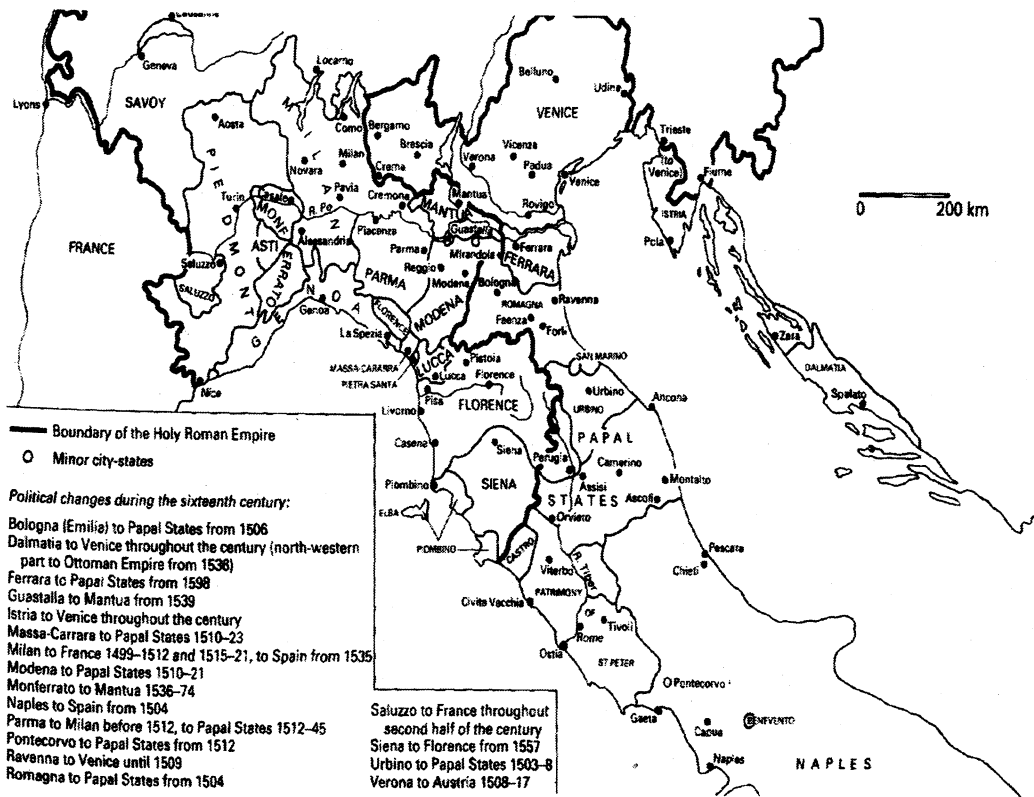 Lausanne
Geneva
Locarno
Belluno
Udine
Lyons
SAVOY
VENICE
Aosta
MILAN
Como
Bergamo
Brescia
Trieste
(to
Venice)
Fiume
Novara
Milan
Crema
Verona
Vicenza
Padua
Venice
0 200 km
PIEDMONT
Turin
Casale
Pavia
R. Po
Cremona
Mantua
MANTUA
Rovigo
ISTRIA
FRANCE
MONFERRATO
ASTI
Alessandria
Piacenza
Guastalla
Parma
Mirandola
Ferrara
FERRARA
Pola
Saluzzo
SALUZZO
PARMA
Reggio
Modena
Bologna
GENOA
Genoa
FLORENCE
MODENA
ROMAGNA
Ravenna
Faenza
Forli
Zara
La Spezia
MASSA-CARARRA
PIETRA SANTA
LUCCA
Lucca
Pistoia
Florence
SAN MARINO
DALMATIA
Nice
Pisa
FLORENCE
Urbino
URBINO
Ancona
Spalato
Livorno
PAPAL
STATES
Casena
Siena
Perugia
Camerino
Assisi
Montalto
Piombino
SIENA
Ascoli
ELBA
Orvieto
PIOMBINO
CASTRO
Pescara
Chieti
Viterbo
R. Tiber
Civita Vecchia
PATRIMONY
OF
Tivoli
Rome
Ostia
ST PETER
Pontecorvo
Gaeta
Capua
BENEVENTO
Naples
NAPLES
Boundary of the Holy Roman Empire
Minor city-states
Political changes during the sixteenth century:
Bologna (Emilia) to Papal States from 1506
Dalmatia to Venice throughout the century (north-western
part to Ottoman Empire from 1536)
Ferrara to Papal States from 1598
Guastalla to Mantua from 1539
Istria to Venice throughout the century
Massa-Carrara to Papal States 1510–23
Milan to France 1499–1512 and 1515–21, to Spain from 1535
Modena to Papal States 1510–21
Monferrato to Mantua 1536–74
Naples to Spain from 1504
Parma to Milan before 1512, to Papal States 1512–45
Pontecorvo to Papal States from 1512
Ravenna to Venice until 1509
Romagna to Papal States from 1504
Saluzzo to France throughout
second half of the century
Siena to Florence from 1557
Urbino to Papal States 1503–8
Verona to Austria 1508–17